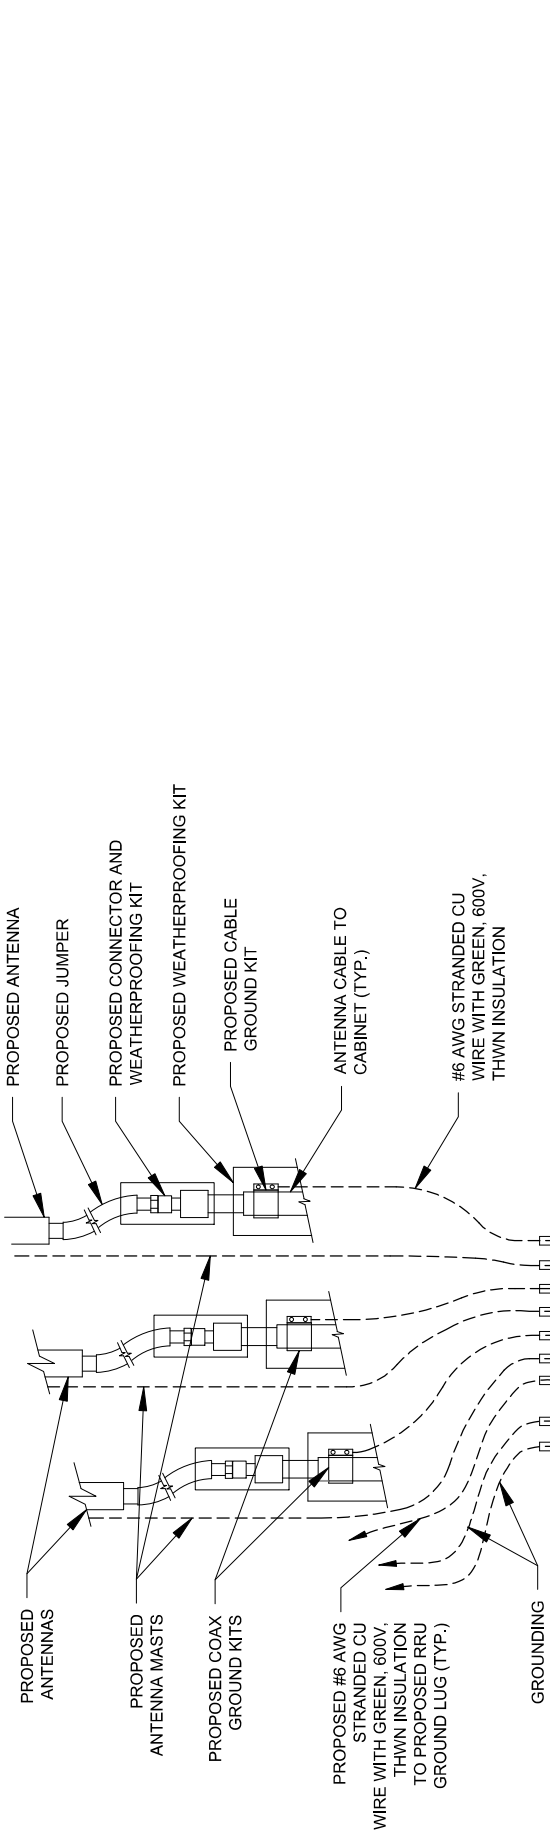 PROPOSED
ANTENNAS
PROPOSED
ANTENNA MASTS
PROPOSED COAX
GROUND KITS
PROPOSED #6 AWG
STRANDED CU
WIRE WITH GREEN, 600V,
THWN INSULATION
TO PROPOSED RRU
GROUND LUG (TYP.)
GROUNDING
PROPOSED ANTENNA
PROPOSED JUMPER
PROPOSED CONNECTOR AND
WEATHERPROOFING KIT
PROPOSED WEATHERPROOFING KIT
PROPOSED CABLE
GROUND KIT
ANTENNA CABLE TO
CABINET (TYP.)
#6 AWG STRANDED CU
WIRE WITH GREEN, 600V,
THWN INSULATION